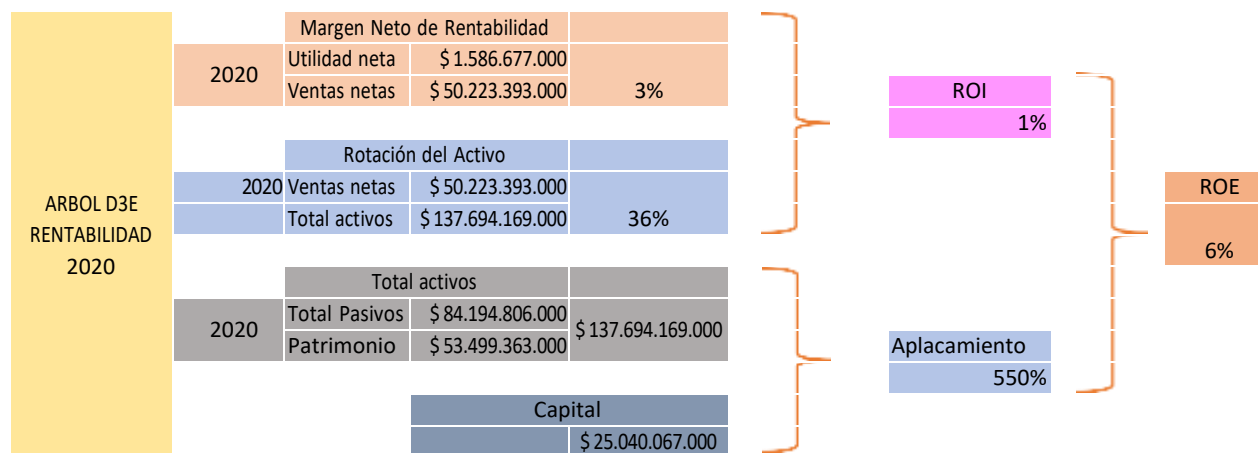 ARBOL D3E
RENTABILIDAD
2020
Margen Neto de Rentabilidad
2020
Utilidad neta $ 1.586.677.000
Ventas netas $ 50.223.393.000 3%
Rotación del Activo
2020 Ventas netas $ 50.223.393.000
Total activos $ 137.694.169.000 36%
Total activos
2020
Total Pasivos $ 84.194.806.000
$ 137.694.169.000
Patrimonio $ 53.499.363.000
Capital
$ 25.040.067.000
ROI
1%
Aplacamiento
550%
ROE
6%